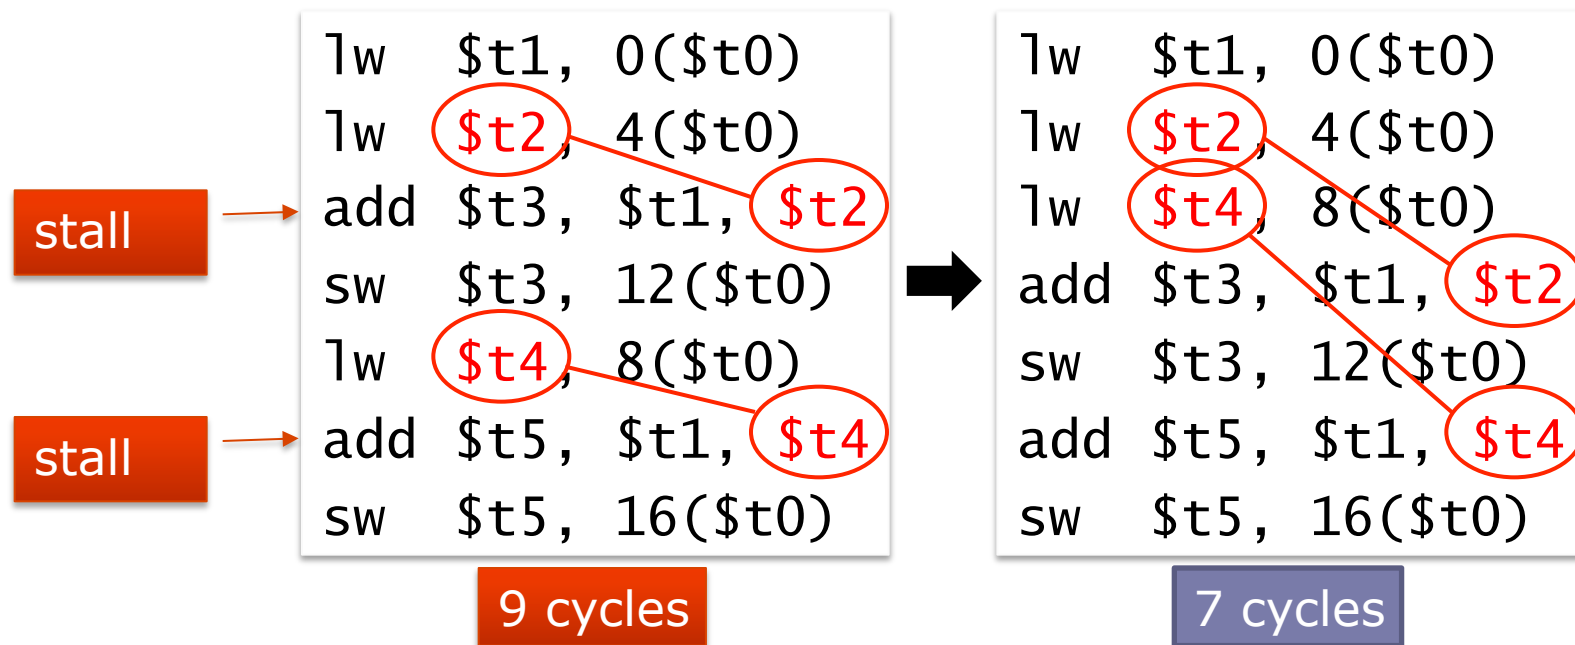 lw $t1, 0($t0)
lw $t2, 4($t0)
add $t3, $t1, $t2
sw $t3, 12($t0)
lw $t4, 8($t0)
add $t5, $t1, $t4
sw $t5, 16($t0)
stall
stall
9 cycles
lw $t1, 0($t0)
lw $t2, 4($t0)
lw $t4, 8($t0)
add $t3, $t1, $t2
sw $t3, 12($t0)
add $t5, $t1, $t4
sw $t5, 16($t0)
7 cycles